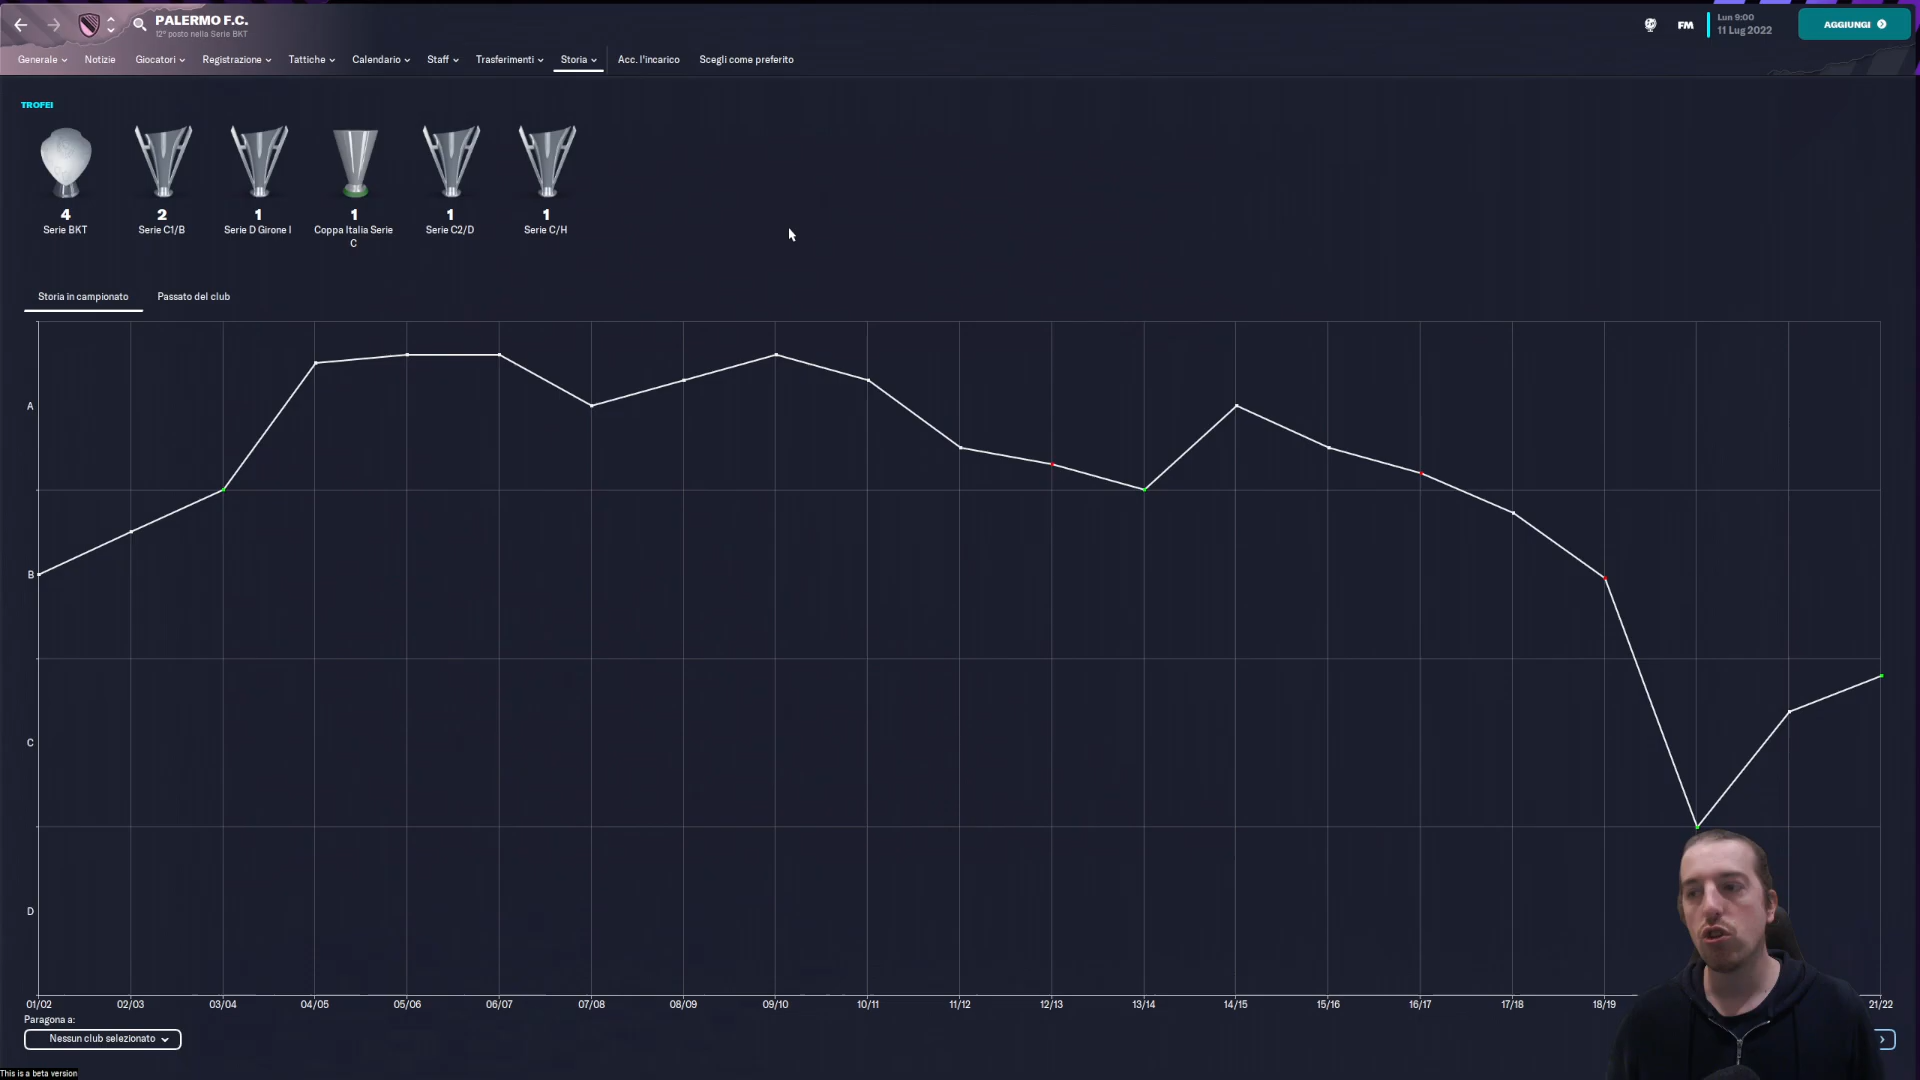 PALERMO F.C.
12° posto nella Serie BKT
FM
Lun 9:00
11 Lug 2022
AGGIUNGI
Generale
Notizie
Giocatori
Registrazione
Tattiche
Calendario
Staff
Trasferimenti
Storia
Acc. l'incarico
Scegli come preferito
TROFEI
4
Serie BKT
2
Serie C1/B
1
Serie D Girone I
1
Coppa Italia Serie
C
1
Serie C2/D
1
Serie C/H
Storia in campionato
Passato del club
A
B
C
D
01/02
02/03
03/04
04/05
05/06
06/07
07/08
08/09
09/10
10/11
11/12
12/13
13/14
14/15
15/16
16/17
17/18
18/19
21/22
Paragona a:
Nessun club selezionato
This is a beta version